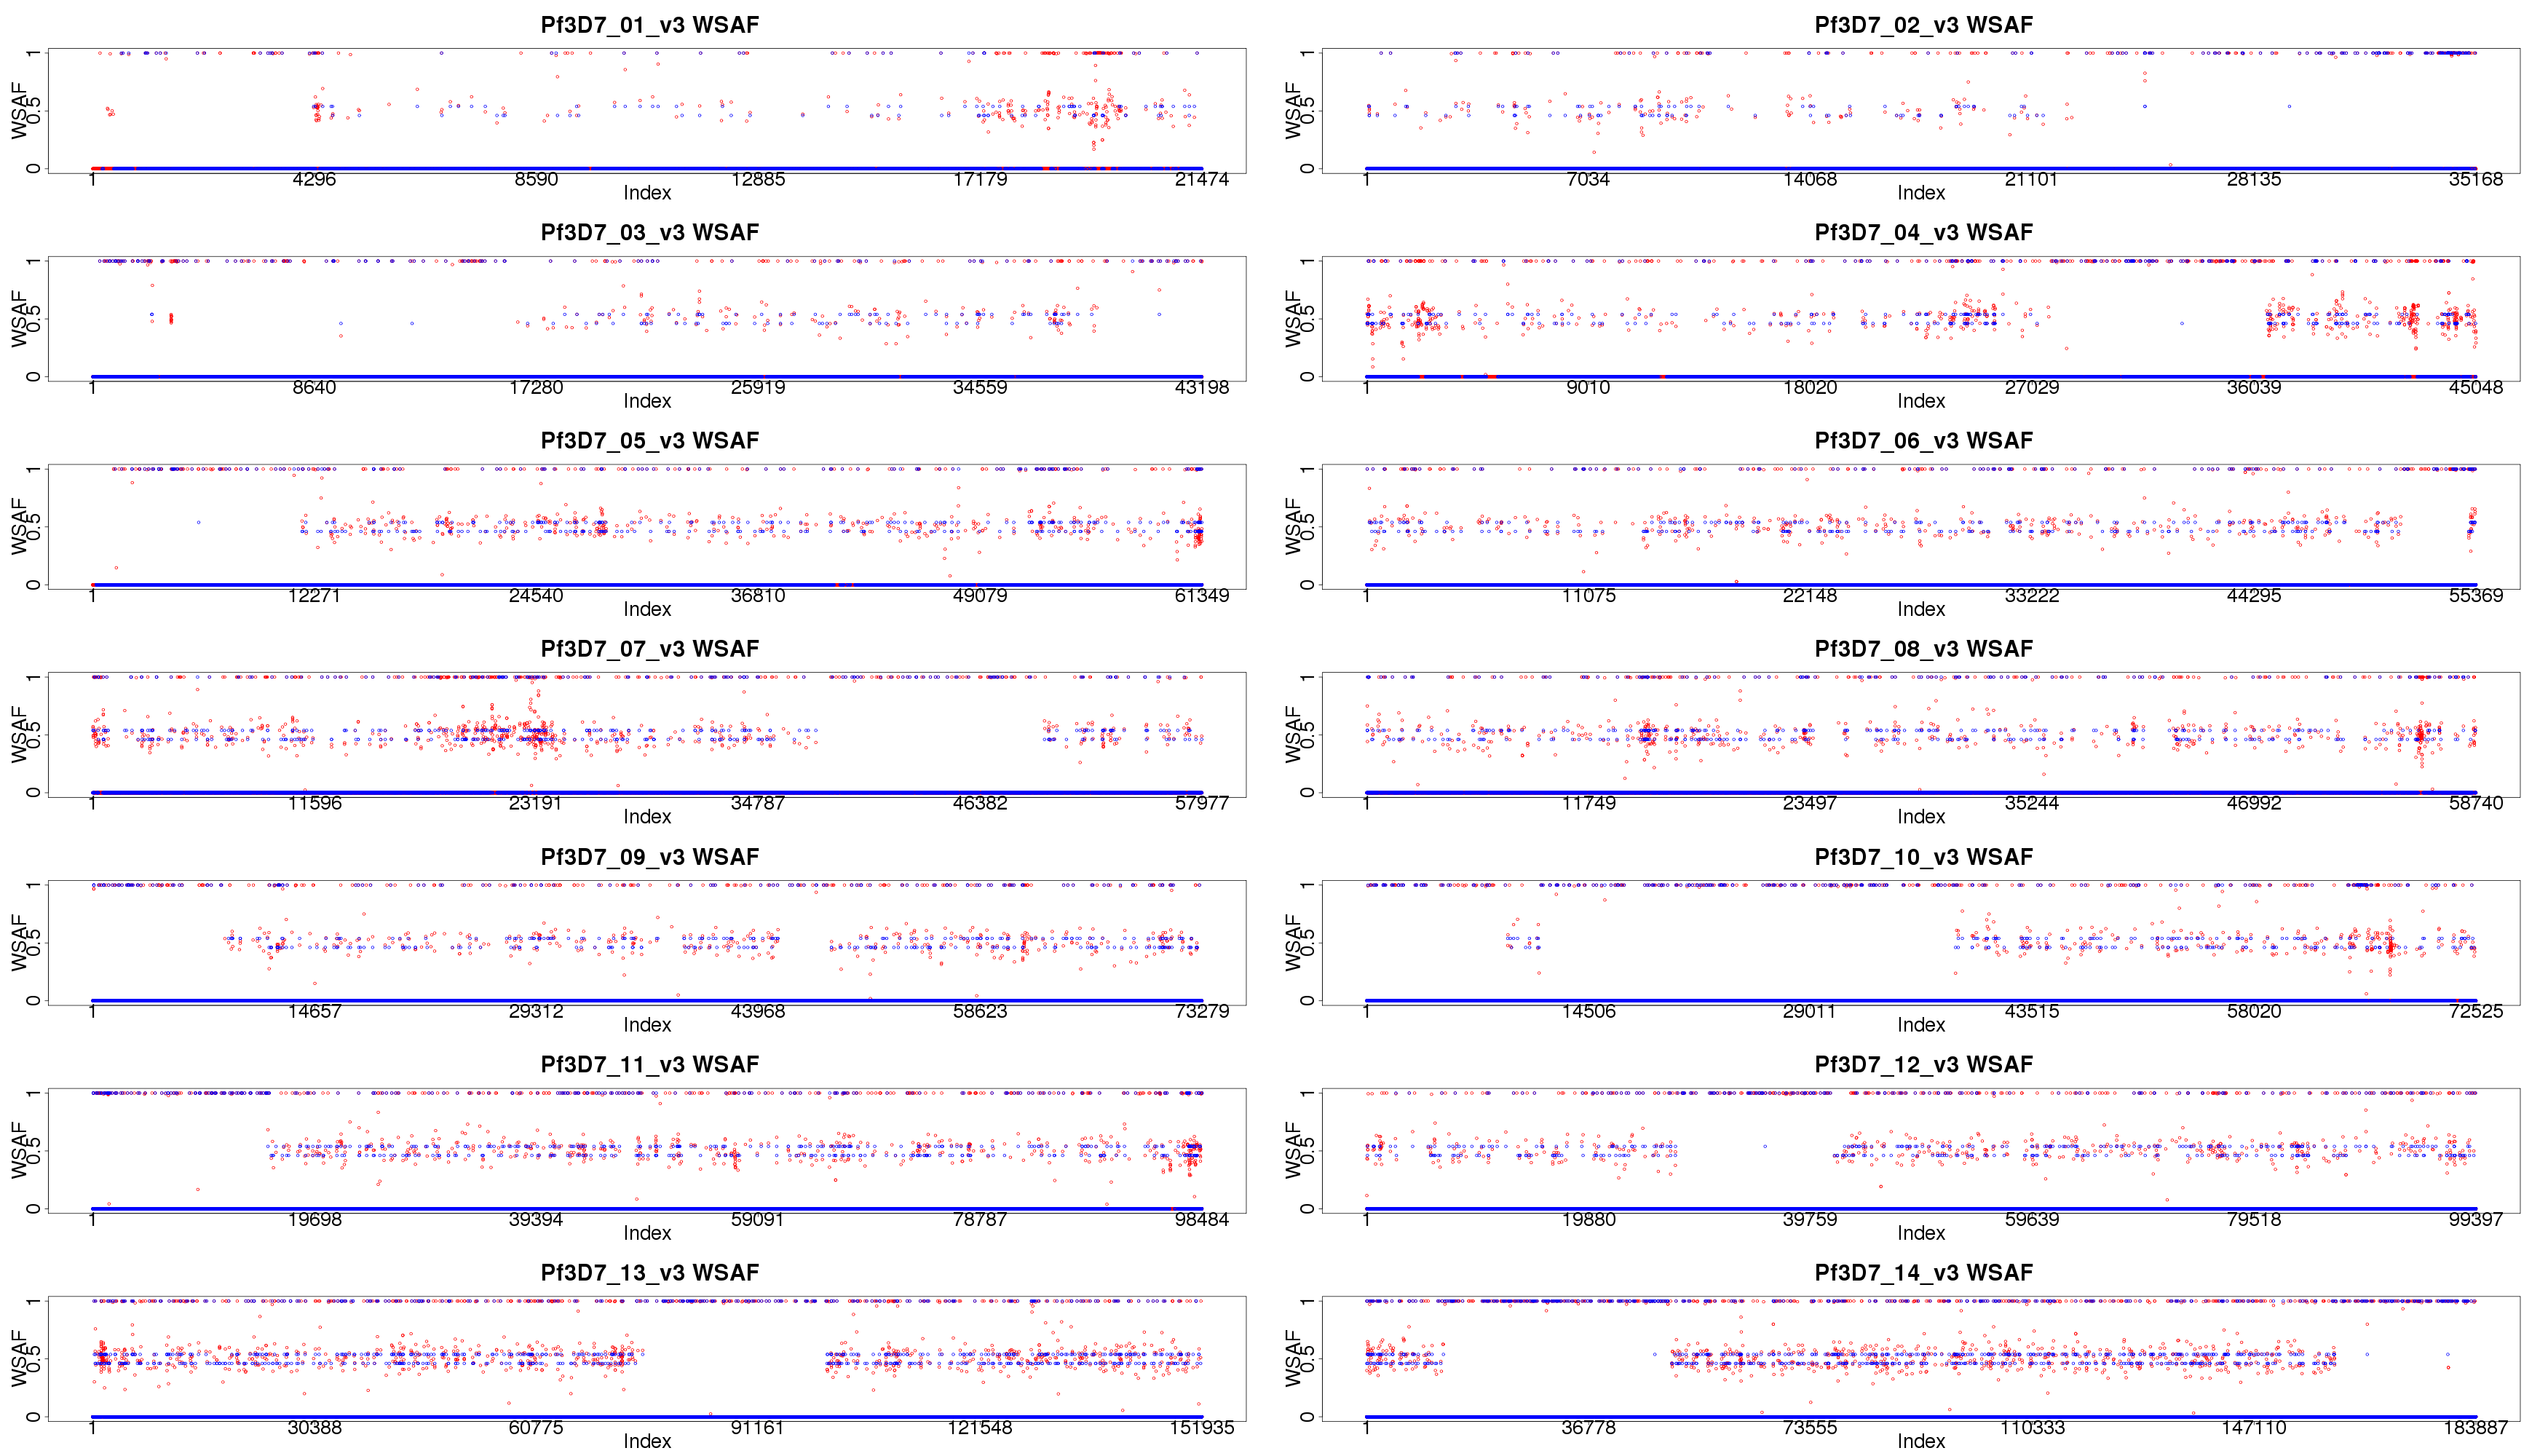 Pf3D7_01_v3 WSAF
WSAF
1
0.5
0
1 4296 8590 12885 17179 21474
Index
Pf3D7_02_v3 WSAF
WSAF
1
0.5
0
1 7034 14068 21101 28135 35168
Index
Pf3D7_03_v3 WSAF
WSAF
1
0.5
0
1 8640 17280 25919 34559 43198
Index
Pf3D7_04_v3 WSAF
WSAF
1
0.5
0
1 9010 18020 27029 36039 45048
Index
Pf3D7_05_v3 WSAF
WSAF
1
0.5
0
1 12271 24540 36810 49079 61349
Index
Pf3D7_06_v3 WSAF
WSAF
1
0.5
0
1 11075 22148 33222 44295 55369
Index
Pf3D7_07_v3 WSAF
WSAF
1
0.5
0
1 11596 23191 34787 46382 57977
Index
Pf3D7_08_v3 WSAF
WSAF
1
0.5
0
1 11749 23497 35244 46992 58740
Index
Pf3D7_09_v3 WSAF
WSAF
1
0.5
0
1 14657 29312 43968 58623 73279
Index
Pf3D7_10_v3 WSAF
WSAF
1
0.5
0
1 14506 29011 43515 58020 72525
Index
Pf3D7_11_v3 WSAF
WSAF
1
0.5
0
1 19698 39394 59091 78787 98484
Index
Pf3D7_12_v3 WSAF
WSAF
1
0.5
0
1 19880 39759 59639 79518 99397
Index
Pf3D7_13_v3 WSAF
WSAF
1
0.5
0
1 30388 60775 91161 121548 151935
Index
Pf3D7_14_v3 WSAF
WSAF
1
0.5
0
1 36778 73555 110333 147110 183887
Index